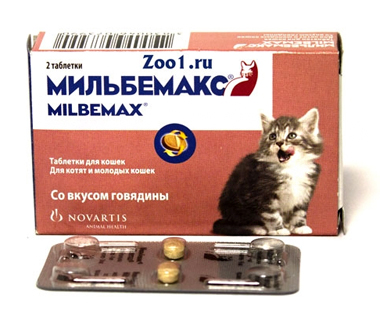 Zoo1.ru
2 таблетки
МИЛЬБЕМАКС®
MILBEMAX®
Таблетки для кошек
Для котят и молодых кошек
Со вкусом говядины
NOVARTIS
ANIMAL HEALTH